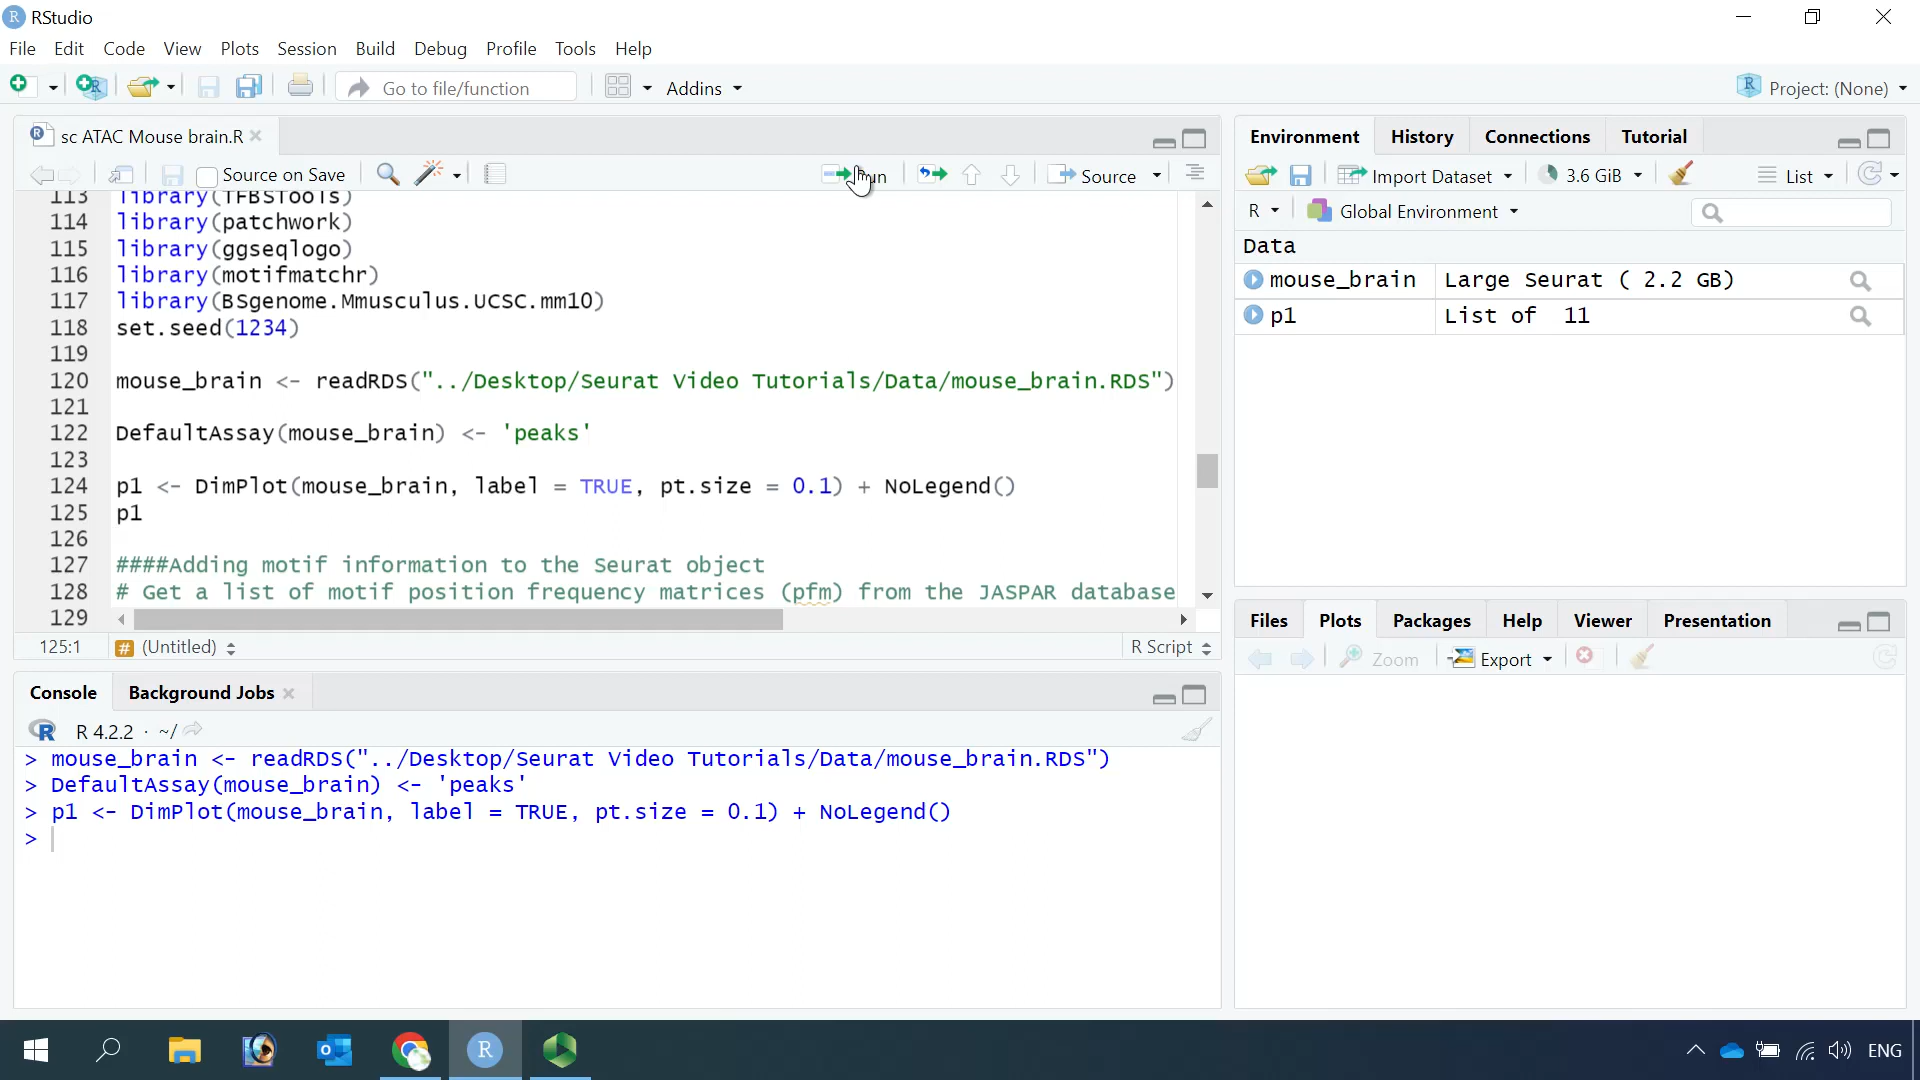 RStudio
File Edit Code View Plots Session Build Debug Profile Tools Help
Go to file/function Addins Project: (None)
sc ATAC Mouse brain.R
Source on Save Run Source
113 library(TFBSTools)
114 library(patchwork)
115 library(ggseqlogo)
116 library(motifmatchr)
117 library(BSgenome.Mmusculus.UCSC.mm10)
118 set.seed(1234)
119
120 mouse_brain <- readRDS("../Desktop/Seurat Video Tutorials/Data/mouse_brain.RDS")
121
122 DefaultAssay(mouse_brain) <- 'peaks'
123
124 p1 <- DimPlot(mouse_brain, label = TRUE, pt.size = 0.1) + NoLegend()
125 p1
126
127 ####Adding motif information to the Seurat object
128 # Get a list of motif position frequency matrices (pfm) from the JASPAR database
129
125:1 (Untitled) R Script
Console Background Jobs
R 4.2.2 · ~/
> mouse_brain <- readRDS("../Desktop/Seurat Video Tutorials/Data/mouse_brain.RDS")
> DefaultAssay(mouse_brain) <- 'peaks'
> p1 <- DimPlot(mouse_brain, label = TRUE, pt.size = 0.1) + NoLegend()
>
Environment History Connections Tutorial
Import Dataset 3.6 GiB List
R Global Environment
Data
mouse_brain Large Seurat ( 2.2 GB)
p1 List of 11
Files Plots Packages Help Viewer Presentation
Zoom Export
ENG